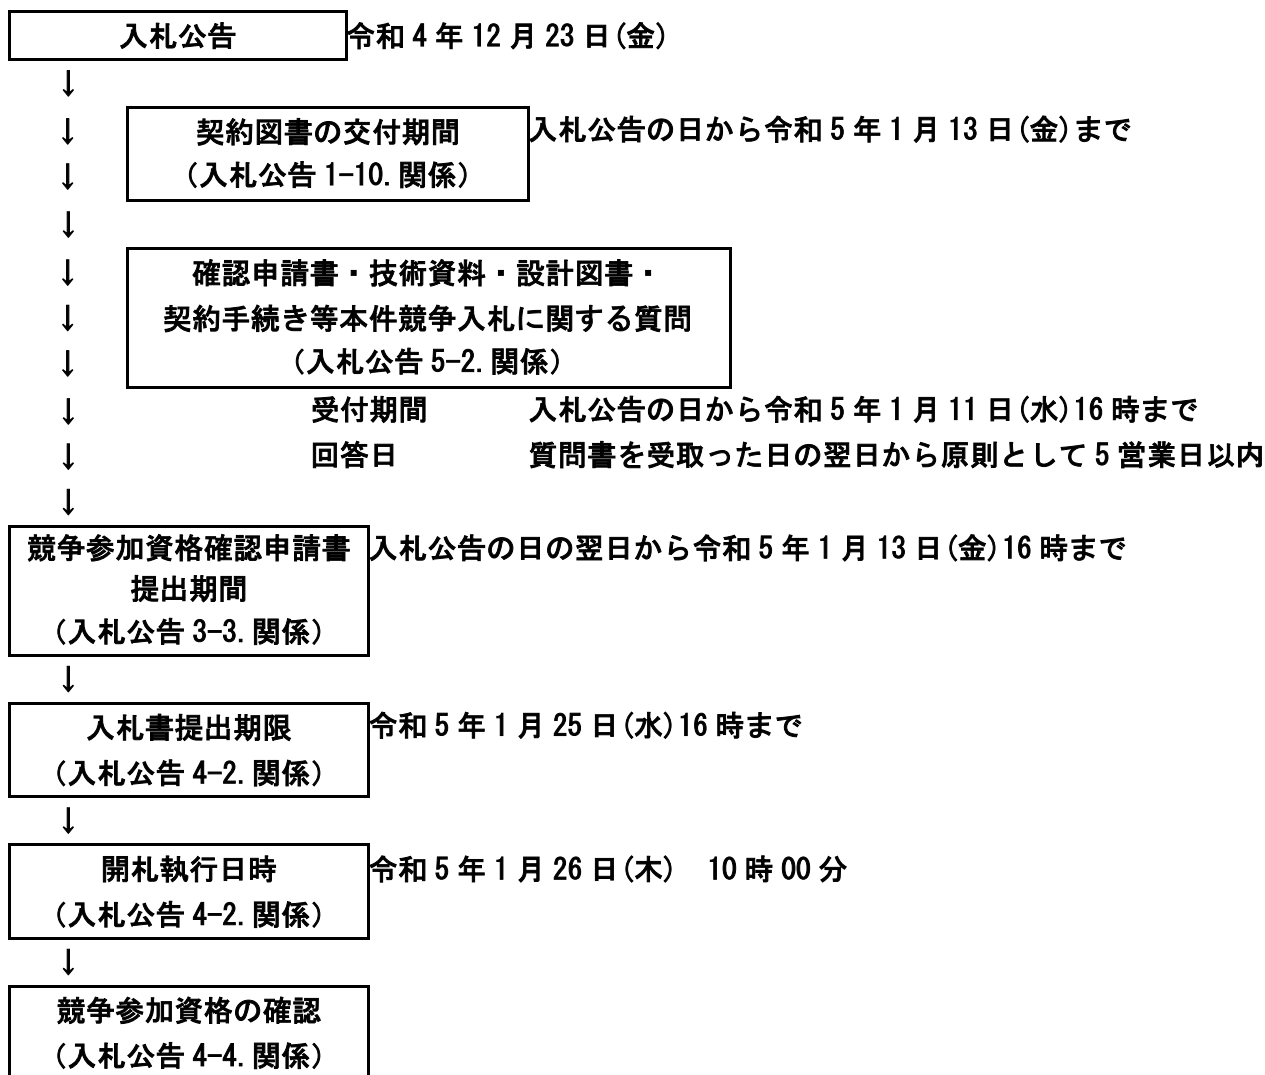 入札公告 令和4年12月23日(金)
↓
↓ 契約図書の交付期間 入札公告の日から令和5年1月13日(金)まで
↓ (入札公告1-10.関係)
↓
↓ 確認申請書・技術資料・設計図書・
↓ 契約手続き等本件競争入札に関する質問
↓ (入札公告5-2.関係)
↓ 受付期間 入札公告の日から令和5年1月11日(水)16時まで
↓ 回答日 質問書を受取った日の翌日から原則として5営業日以内
↓
競争参加資格確認申請書 入札公告の日の翌日から令和5年1月13日(金)16時まで
提出期間
(入札公告3-3.関係)
↓
入札書提出期限 令和5年1月25日(水)16時まで
(入札公告4-2.関係)
↓
開札執行日時 令和5年1月26日(木) 10時00分
(入札公告4-2.関係)
↓
競争参加資格の確認
(入札公告4-4.関係)